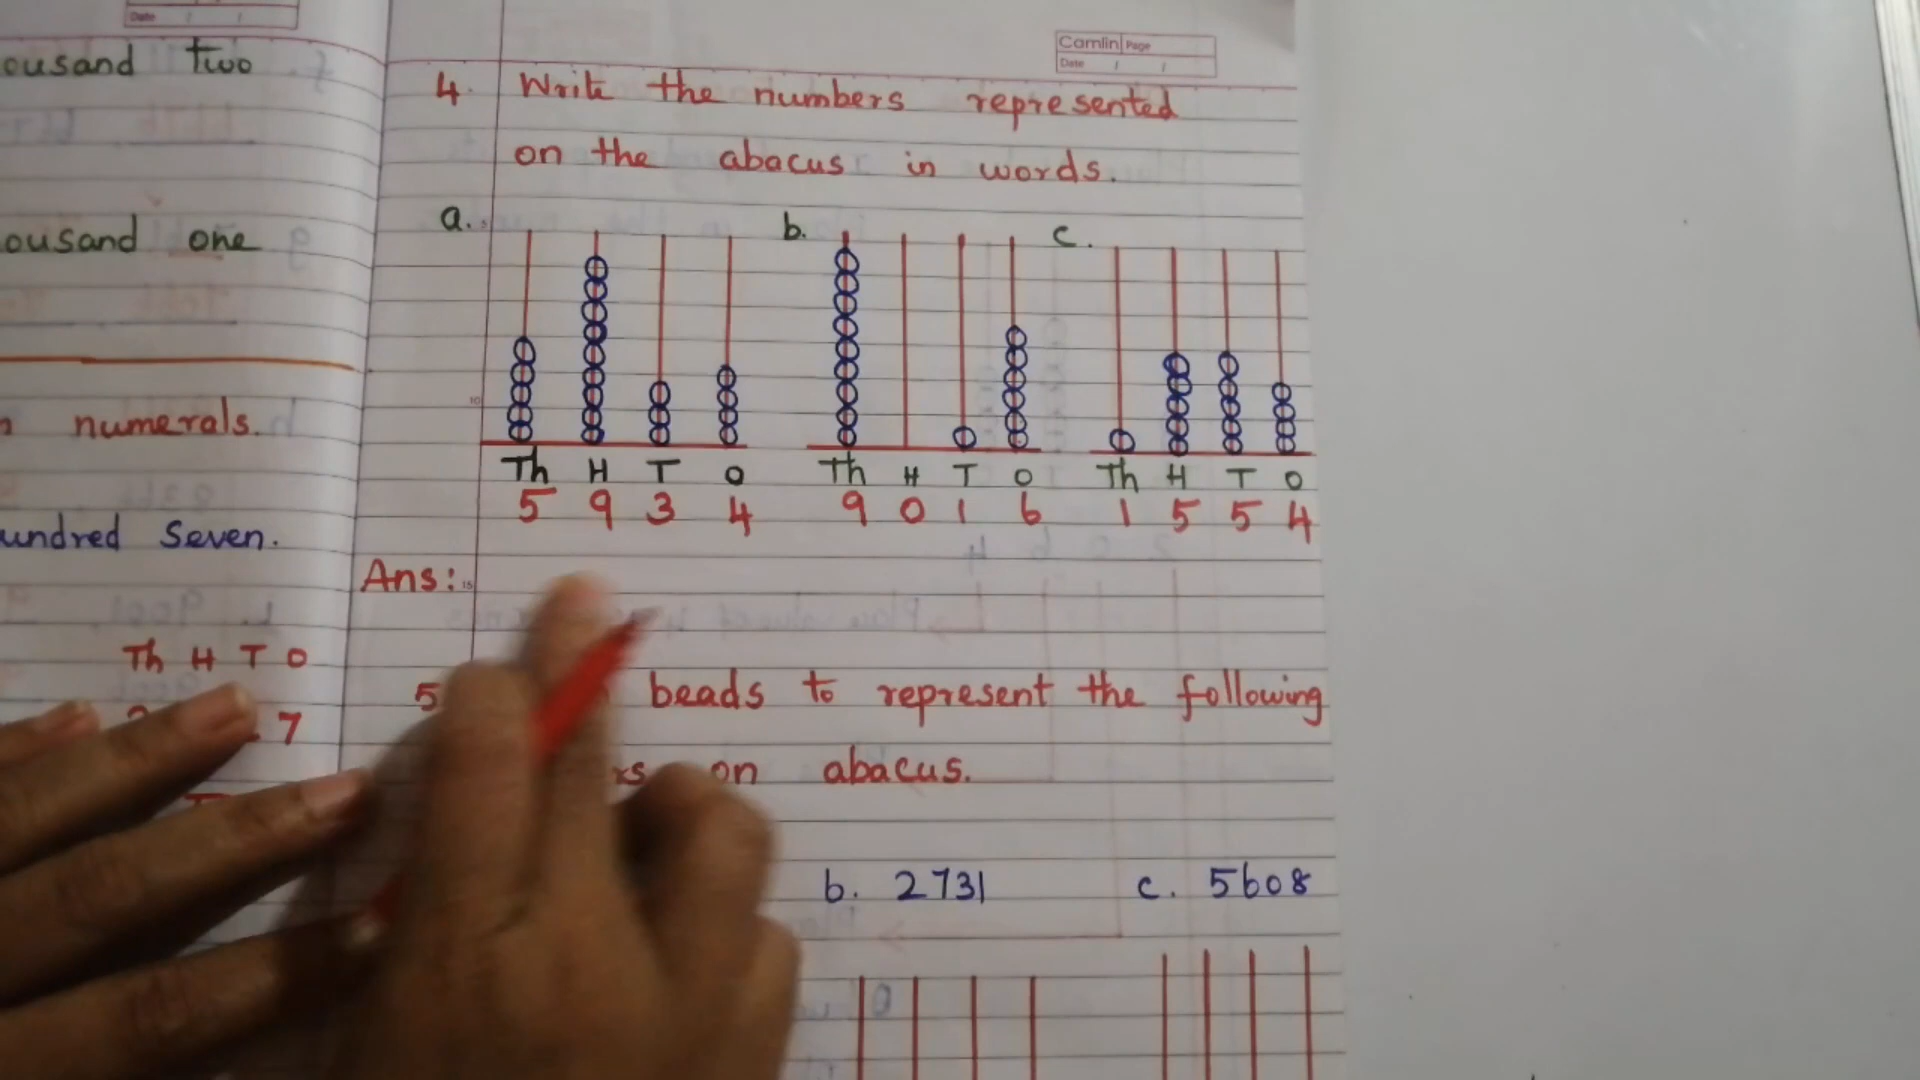 Date / /
ousand two
ousand one
numerals.
undred Seven.
Th H T O
7
Camlin Page
Date / /
4. Write the numbers represented
on the abacus in words.
a. b. c.
Th H T O Th H T O Th H T O
5 9 3 4 9 0 1 6 1 5 5 4
Ans:
5 beads to represent the following
on abacus.
b. 2731 c. 5608